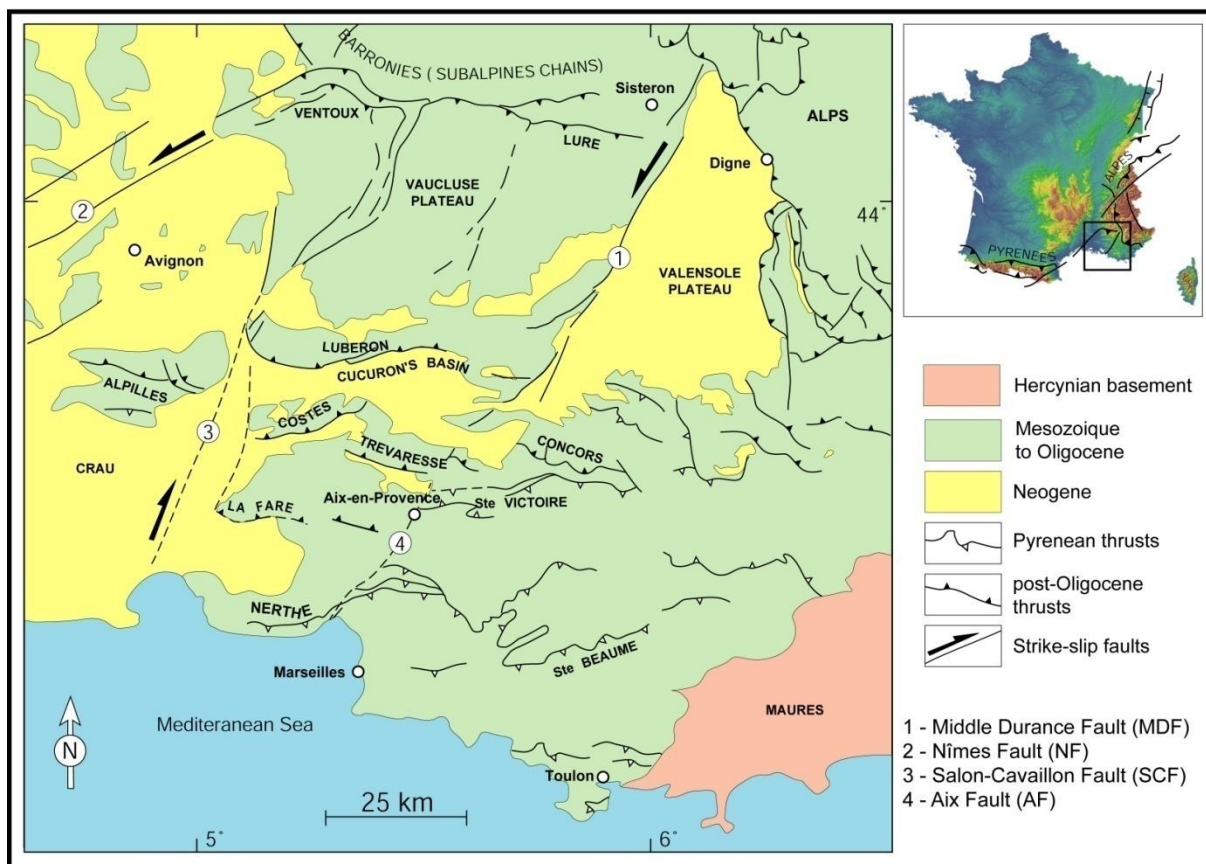 BARRONIES ( SUBALPINES CHAINS)
Sisteron
ALPS
VENTOUX
LURE
Digne
VAUCLUSE
PLATEAU
44°
2
Avignon
1
VALENSOLE
PLATEAU
LUBERON
CUCURON'S BASIN
ALPILLES
COSTES
3
TREVARESSE
CONCORS
CRAU
LA FARE
Aix-en-Provence
Ste VICTOIRE
4
NERTHE
Ste BEAUME
Marseilles
MAURES
Mediteranean Sea
N
Toulon
25 km
5°
6°
ALPES
PYRENEES
Hercynian basement
Mesozoique
to Oligocene
Neogene
Pyrenean thrusts
post-Oligocene
thrusts
Strike-slip faults
1 - Middle Durance Fault (MDF)
2 - Nîmes Fault (NF)
3 - Salon-Cavaillon Fault (SCF)
4 - Aix Fault (AF)